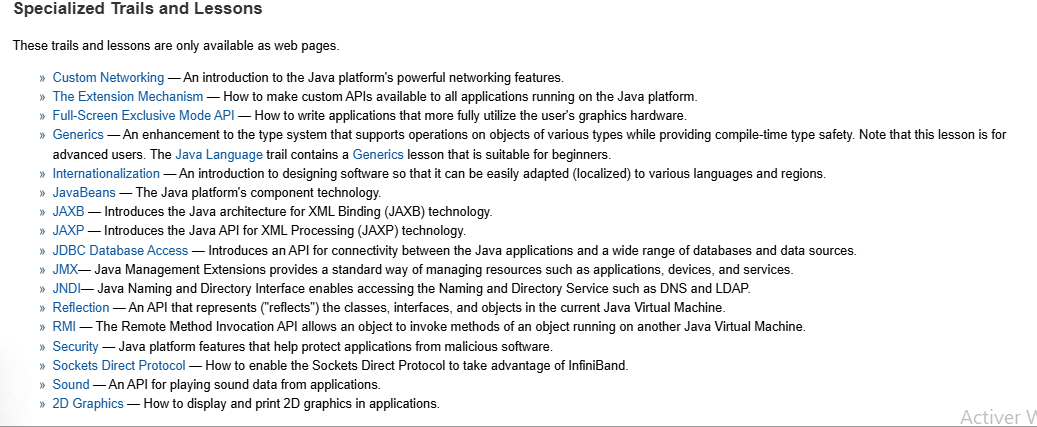 Specialized Trails and Lessons
These trails and lessons are only available as web pages.
» Custom Networking — An introduction to the Java platform's powerful networking features.
» The Extension Mechanism — How to make custom APIs available to all applications running on the Java platform.
» Full-Screen Exclusive Mode API — How to write applications that more fully utilize the user's graphics hardware.
» Generics — An enhancement to the type system that supports operations on objects of various types while providing compile-time type safety. Note that this lesson is for
advanced users. The Java Language trail contains a Generics lesson that is suitable for beginners.
» Internationalization — An introduction to designing software so that it can be easily adapted (localized) to various languages and regions.
» JavaBeans — The Java platform's component technology.
» JAXB — Introduces the Java architecture for XML Binding (JAXB) technology.
» JAXP — Introduces the Java API for XML Processing (JAXP) technology.
» JDBC Database Access — Introduces an API for connectivity between the Java applications and a wide range of databases and data sources.
» JMX— Java Management Extensions provides a standard way of managing resources such as applications, devices, and services.
» JNDI— Java Naming and Directory Interface enables accessing the Naming and Directory Service such as DNS and LDAP.
» Reflection — An API that represents ("reflects") the classes, interfaces, and objects in the current Java Virtual Machine.
» RMI — The Remote Method Invocation API allows an object to invoke methods of an object running on another Java Virtual Machine.
» Security — Java platform features that help protect applications from malicious software.
» Sockets Direct Protocol — How to enable the Sockets Direct Protocol to take advantage of InfiniBand.
» Sound — An API for playing sound data from applications.
» 2D Graphics — How to display and print 2D graphics in applications.
Activer